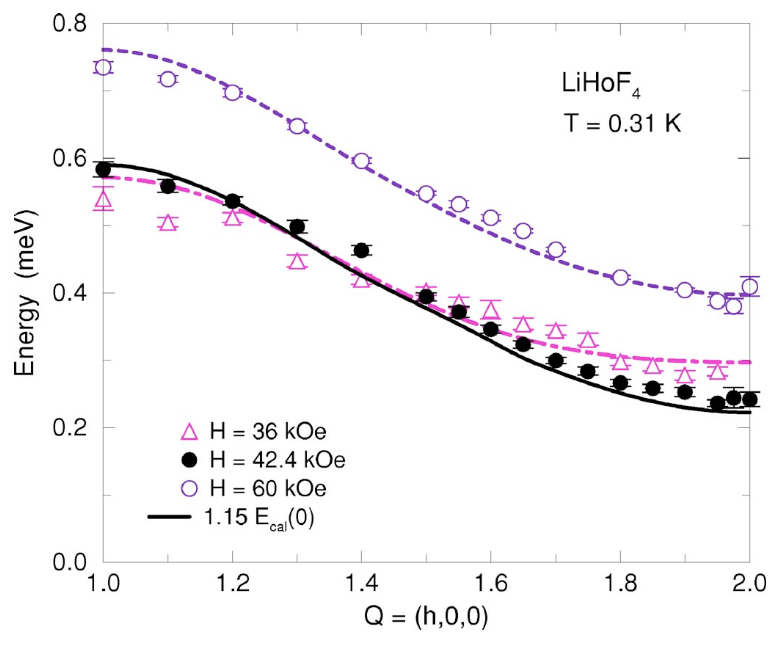 0.8
LiHoF4
T = 0.31 K
0.6
Energy (meV)
0.4
H = 36 kOe
0.2
H = 42.4 kOe
H = 60 kOe
1.15 Ecal(0)
0.0
1.0 1.2 1.4 1.6 1.8 2.0
Q = (h,0,0)